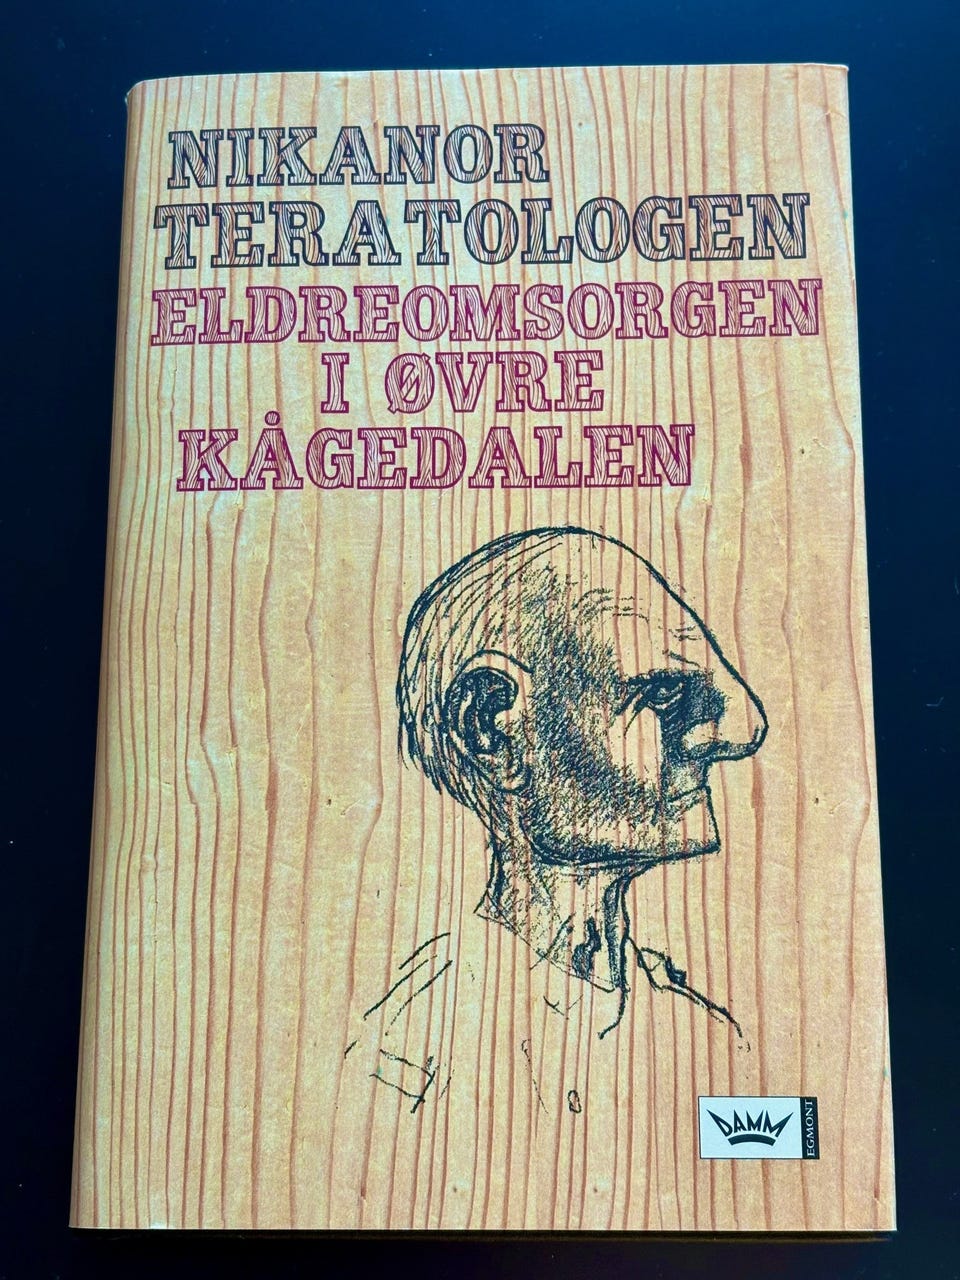 NIKANOR
TERATOLOGEN
ELDREOMSORGEN
I ØVRE
KÅGEDALEN
DAMM
EGMONT